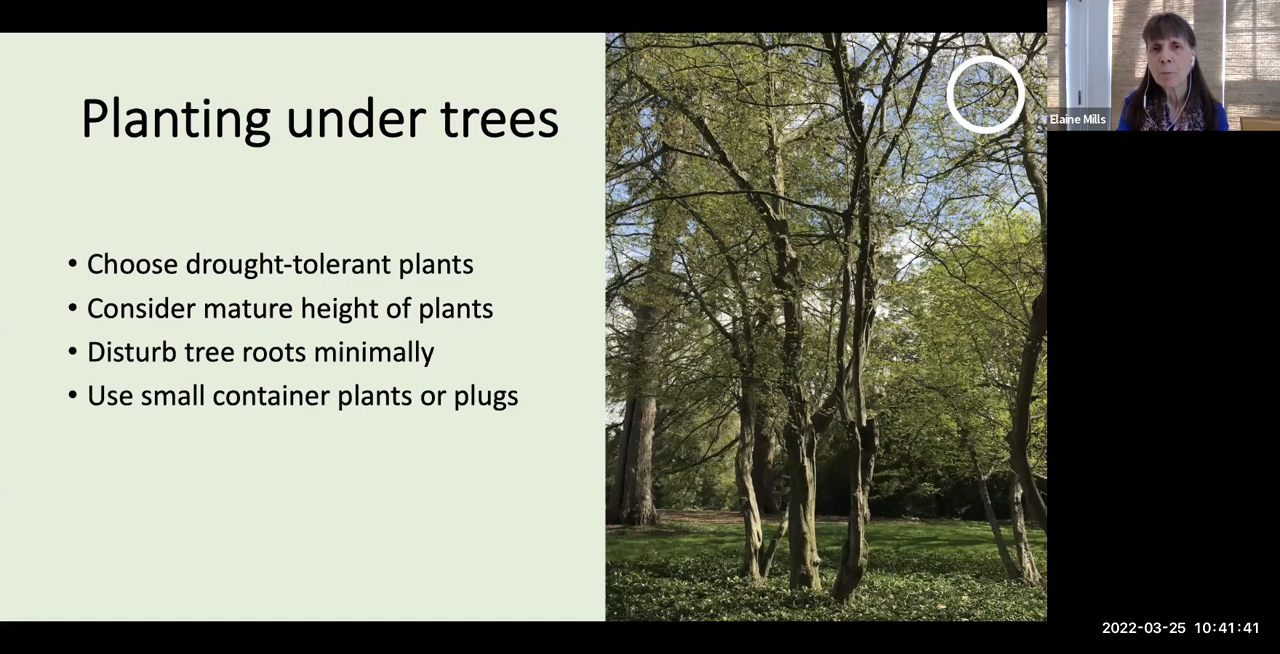 Planting under trees
• Choose drought-tolerant plants
• Consider mature height of plants
• Disturb tree roots minimally
• Use small container plants or plugs
Elaine Mills
2022-03-25 10:41:41